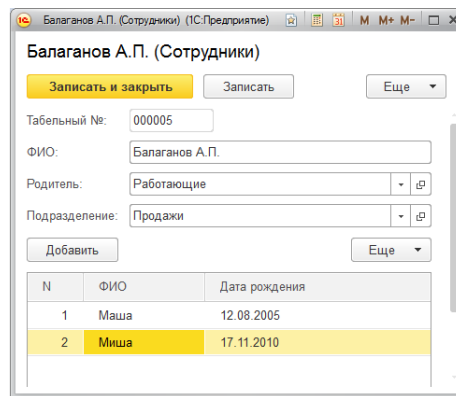 Балаганов А.П. (Сотрудники) (1С:Предприятие) 31 M M+ M-
Балаганов А.П. (Сотрудники)
Записать и закрыть Записать Еще
Табельный №: 000005
ФИО: Балаганов А.П.
Родитель: Работающие
Подразделение: Продажи
Добавить Еще
N ФИО Дата рождения
1 Маша 12.08.2005
2 Миша 17.11.2010